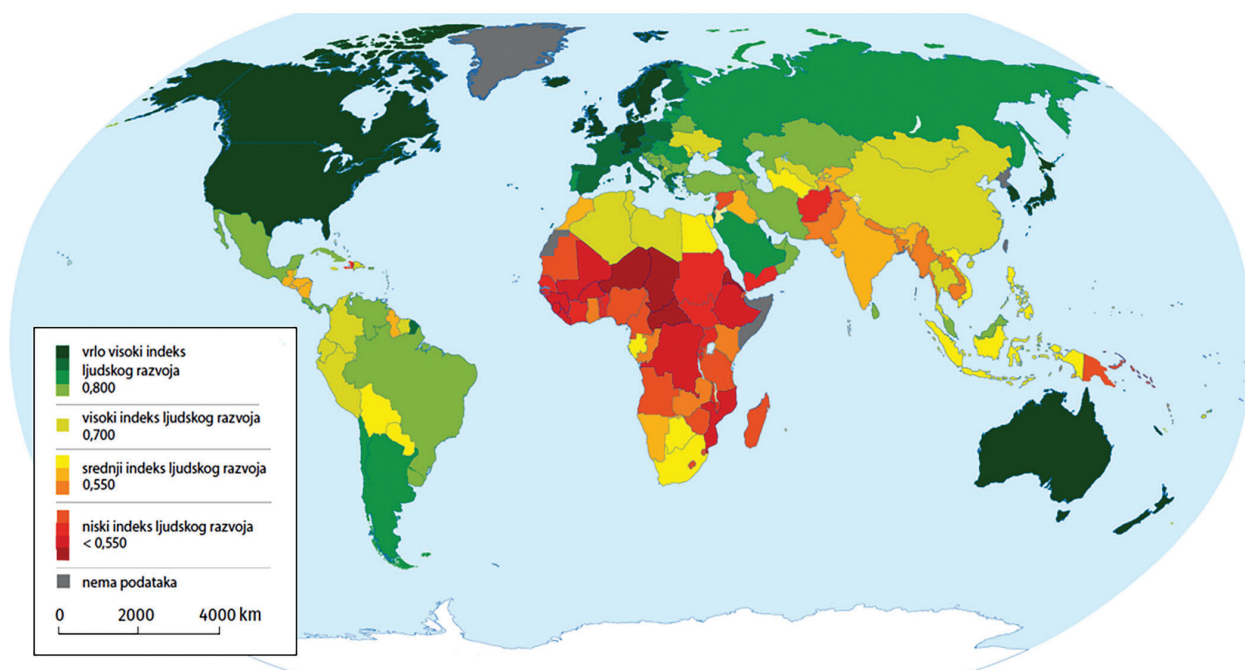 vrlo visoki indeks
ljudskog razvoja
0,800
visoki indeks ljudskog razvoja
0,700
srednji indeks ljudskog razvoja
0,550
niski indeks ljudskog razvoja
< 0,550
nema podataka
0 2000 4000 km